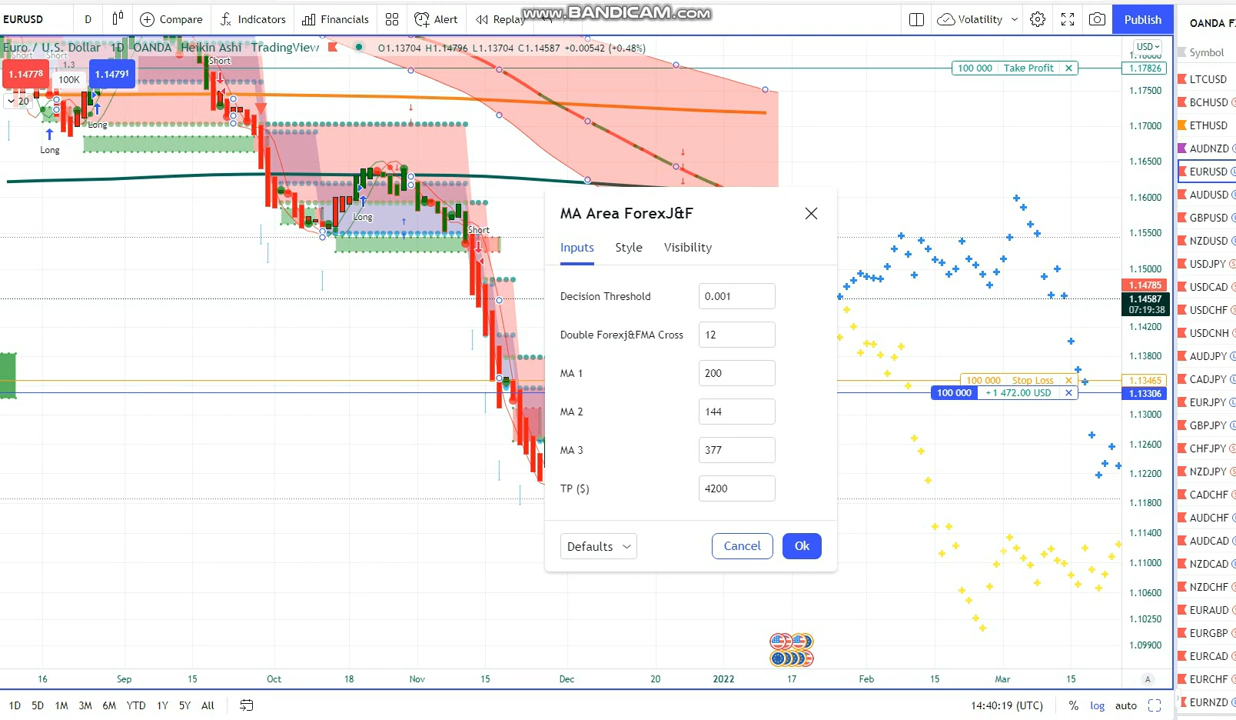 www.BANDICAM.com
EURUSD D Compare Indicators Financials Alert Replay Volatility Publish
OANDA F
Euro / U.S. Dollar 1D OANDA Heikin Ashi TradingView O1.13704 H1.14796 L1.13704 C1.14587 +0.00542 (+0.48%)
USD
Short
Short
1.3
1.14778 100K 1.14791
20
Long
Long
Long
Short
100 000 Take Profit
1.17826
1.17500
1.17000
1.16500
1.16000
1.15500
1.15000
1.14785
1.14587
07:19:38
1.14200
1.13800
100 000 Stop Loss
1.13465
100 000 +1 472.00 USD
1.13306
1.13000
1.12600
1.12200
1.11800
1.11400
1.11000
1.10600
1.10250
1.09900
MA Area ForexJ&F
Inputs Style Visibility
Decision Threshold 0.001
Double Forexj&FMA Cross 12
MA 1 200
MA 2 144
MA 3 377
TP ($) 4200
Defaults Cancel Ok
Symbol
LTCUSD
BCHUSD
ETHUSD
AUDNZD
EURUSD
AUDUSD
GBPUSD
NZDUSD
USDJPY
USDCAD
USDCHF
USDCNH
AUDJPY
CADJPY
EURJPY
GBPJPY
CHFJPY
NZDJPY
CADCHF
AUDCHF
AUDCAD
NZDCAD
NZDCHF
EURAUD
EURGBP
EURCAD
EURCHF
EURNZD
16 Sep 15 Oct 18 Nov 15 Dec 20 2022 17 Feb 15 Mar 15 A
1D 5D 1M 3M 6M YTD 1Y 5Y All 14:40:19 (UTC) % log auto